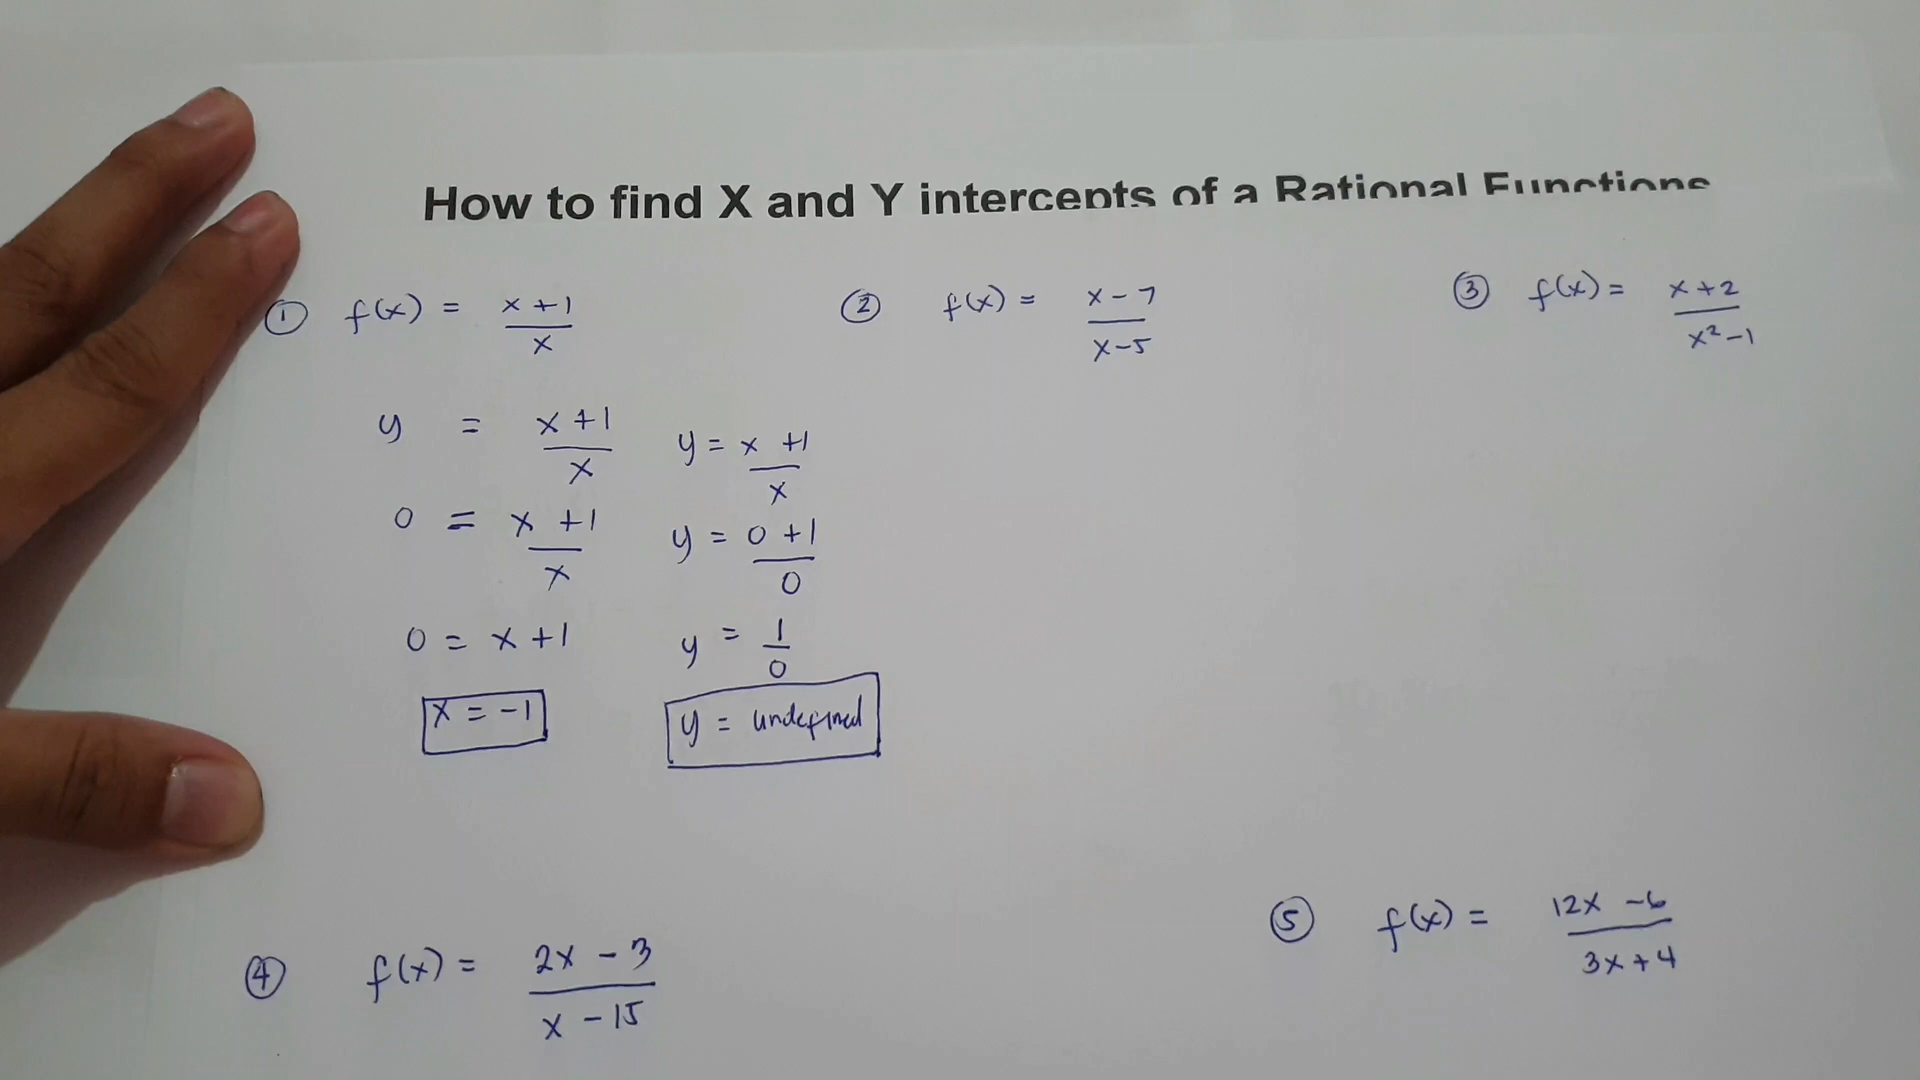 How to find X and Y intercepts of a Rational Functions
① f(x) = x+1/x
② f(x) = x-7/x-5
③ f(x) = x+2/x²-1
y = x+1/x
0 = x+1/x
0 = x+1
x = -1
y = x+1/x
y = 0+1/0
y = 1/0
y = undefined
④ f(x) = 2x-3/x-15
⑤ f(x) = 12x-6/3x+4